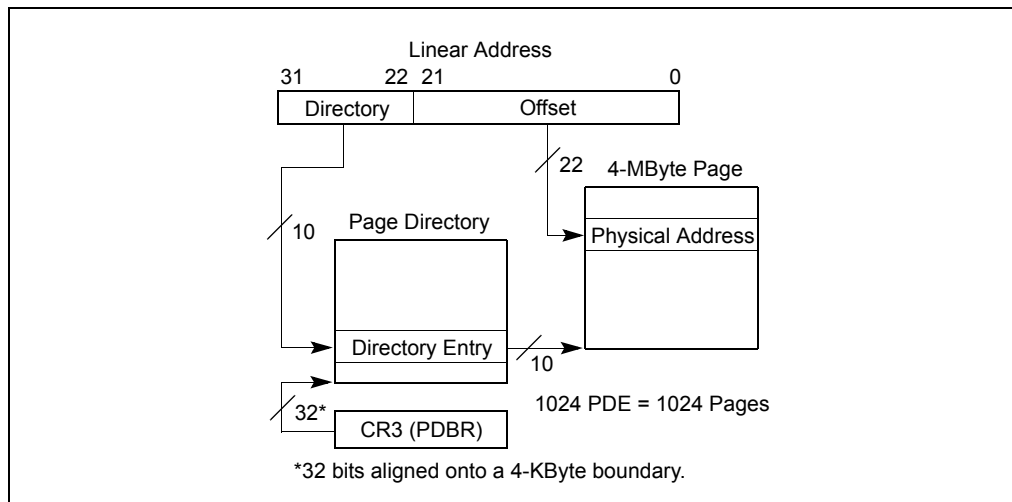 Linear Address
31 22 21 0
Directory Offset
22
4-MByte Page
10
Page Directory
Physical Address
Directory Entry
10
32*
1024 PDE = 1024 Pages
CR3 (PDBR)
*32 bits aligned onto a 4-KByte boundary.